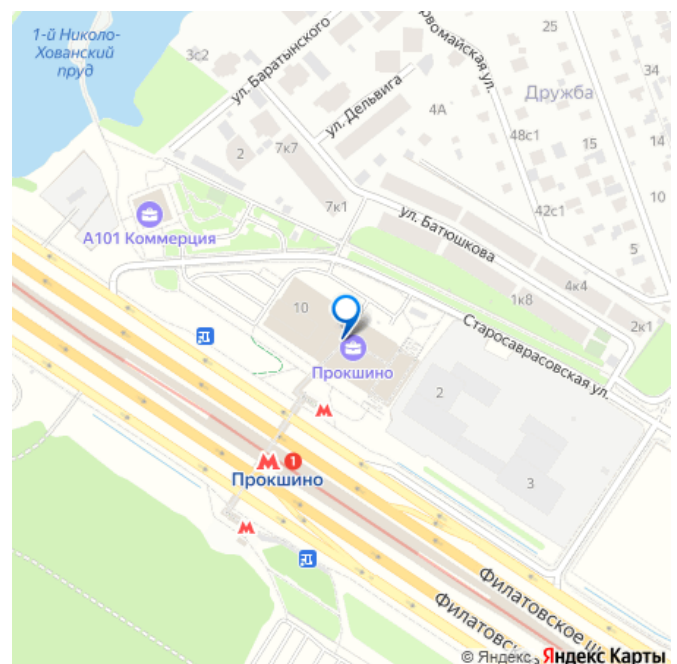 1-й Николо-
Хованский
пруд
3с2
ул. Баратынского
рвомайская ул.
25
34
ул. Дельвига
4А
Дружба
48с1
15
14
2
7к7
7к1
10
42с1
ул. Батюшкова
5
А101 Коммерция
4к4
1к8
2к1
10
Старосаврасовская ул.
Прокшино
2
3
М
М 1
Прокшино
М
Филатовское ш
Филатовск
© Яндекс Яндекс Карты